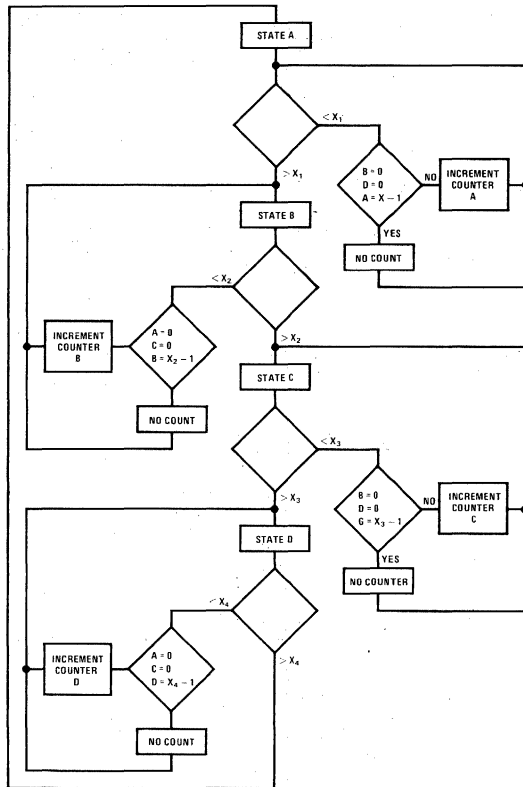 STATE A
< X1
> X1
B = 0
D = 0
A = X – 1
NO
INCREMENT
COUNTER
A
YES
NO COUNT
STATE B
< X2
> X2
A = 0
C = 0
B = X2 – 1
INCREMENT
COUNTER
B
NO COUNT
STATE C
< X3
> X3
B = 0
D = 0
G = X3 – 1
NO
INCREMENT
COUNTER
C
YES
NO COUNTER
STATE D
< X4
> X4
A = 0
C = 0
D = X4 – 1
INCREMENT
COUNTER
D
NO COUNT